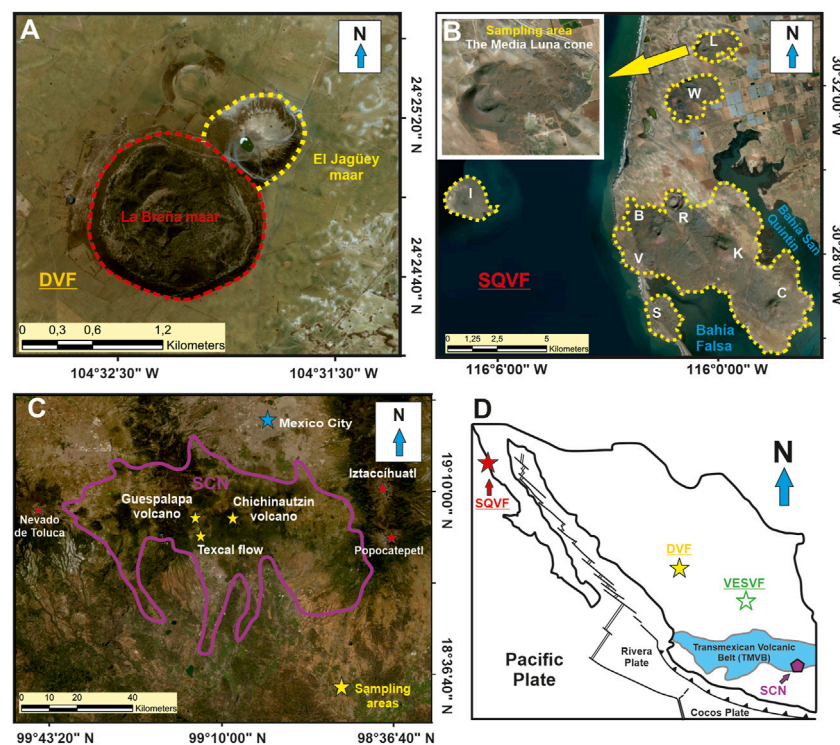 A
N
El Jagüey
maar
La Breña maar
DVF
0 0,3 0,6 1,2
Kilometers
24°25'20" N
24°24'40" N
104°32'30" W
104°31'30" W
B
Sampling area
The Media Luna cone
N
L
W
I
B
R
V
K
S
C
Bahia San
Quintin
Bahía
Falsa
SQVF
0 1,25 2,5 5
Kilometers
30°32'00" W
30°28'00" W
116°6'00" W
116°0'00" W
C
N
Mexico City
SCN
Iztaccíhuatl
Guespalapa
volcano
Chichinautzin
volcano
Nevado
de Toluca
Texcal flow
Popocatepetl
Sampling
areas
0 10 20 40
Kilometers
19°10'00" N
18°36'40" N
99°43'20" N
99°10'00" N
98°36'40" N
D
N
SQVF
DVF
VESVF
Transmexican Volcanic
Belt (TMVB)
Rivera
Plate
Pacific
Plate
SCN
Cocos Plate